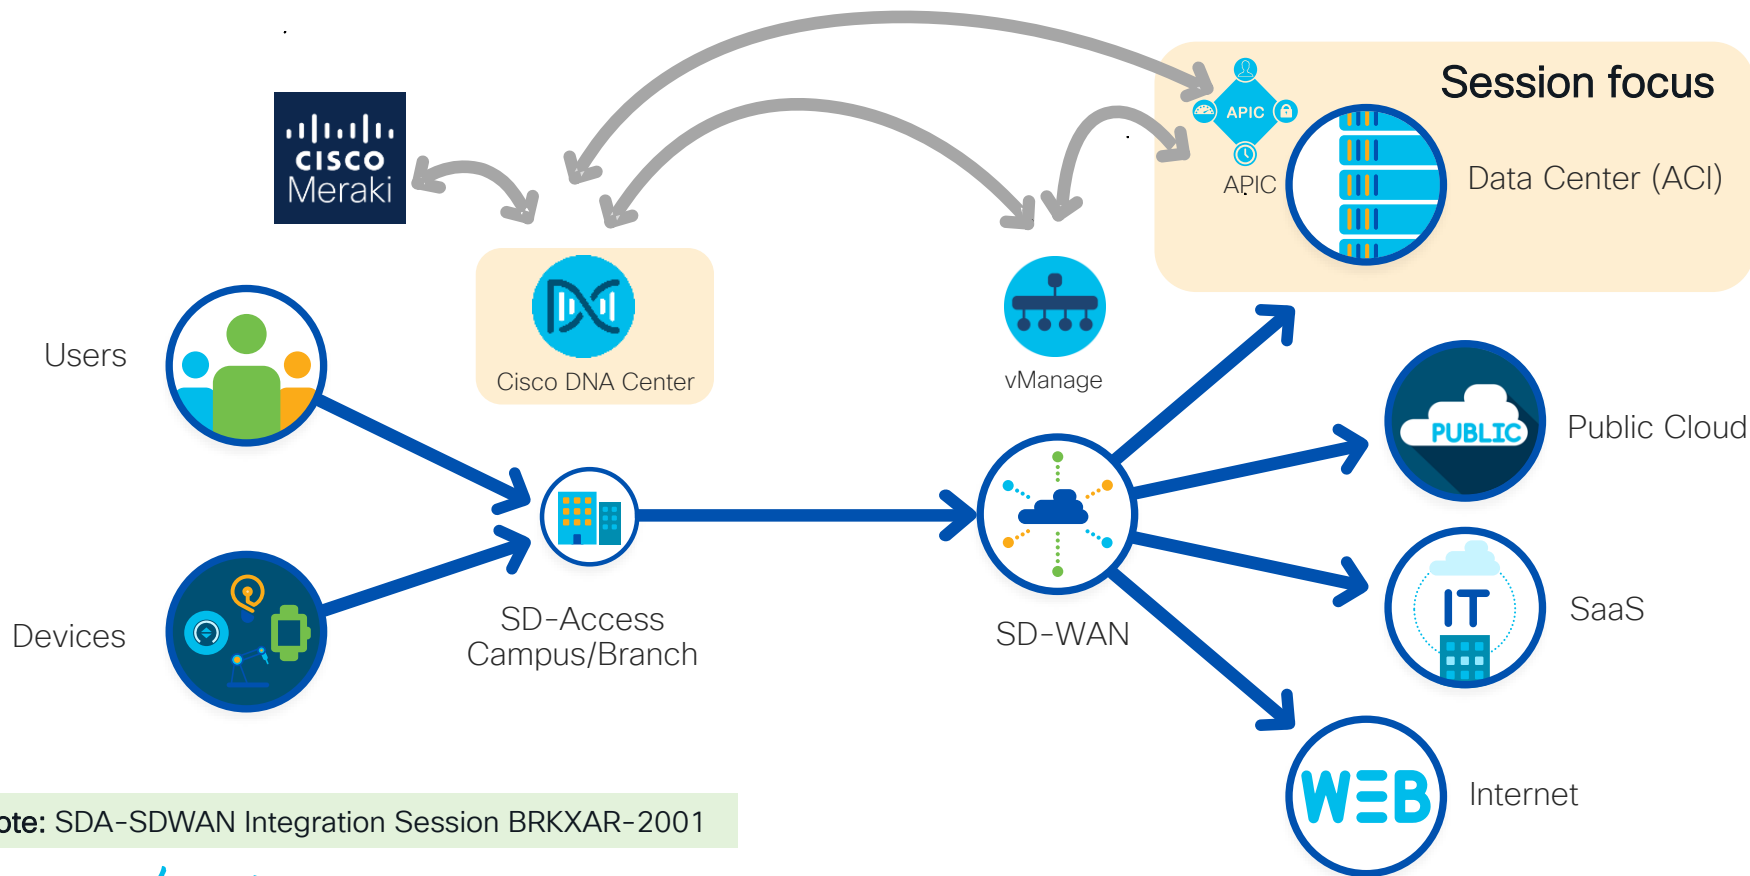 Session focus
CISCO
Meraki
APIC
APIC
Data Center (ACI)
Cisco DNA Center
vManage
Users
Devices
SD-Access
Campus/Branch
SD-WAN
PUBLIC
Public Cloud
IT
SaaS
WEB
Internet
ote: SDA-SDWAN Integration Session BRKXAR-2001